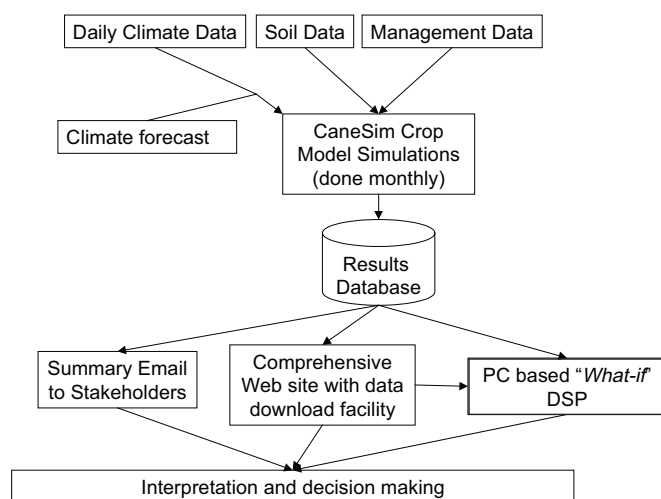 Daily Climate Data
Soil Data
Management Data
Climate forecast
CaneSim Crop
Model Simulations
(done monthly)
Results
Database
Summary Email
to Stakeholders
Comprehensive
Web site with data
download facility
PC based “What-if”
DSP
Interpretation and decision making